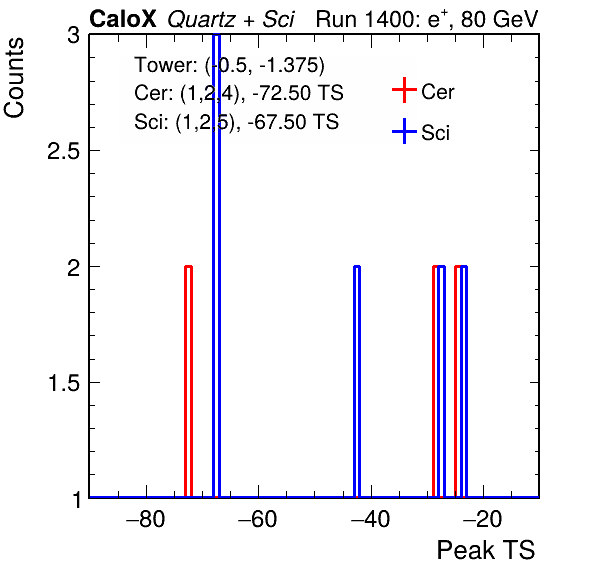 CaloX Quartz + Sci Run 1400: e+, 80 GeV
Counts
Tower: (-0.5, -1.375)
Cer: (1,2,4), -72.50 TS
Sci: (1,2,5), -67.50 TS
Cer
Sci
3
2.5
2
1.5
1
−80 −60 −40 −20
Peak TS